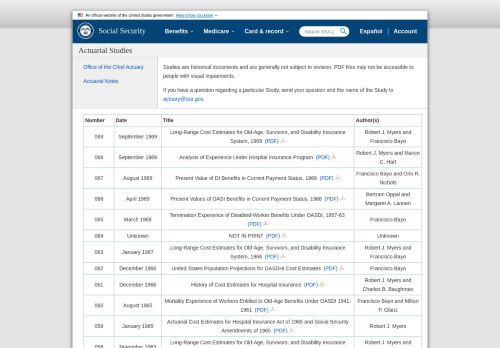 An official website of the United States government Here's how you know
Social Security
Benefits
Medicare
Card & record
Search SSA.g
Español
Account
Actuarial Studies
Office of the Chief Actuary
Actuarial Notes
Studies are historical documents and are generally not subject to revision. PDF files may not be accessible to
people with visual impairments.
If you have a question regarding a particular Study, send your question and the name of the Study to
actuary@ssa.gov.
Number Date Title Author(s)
069 September 1969 Long-Range Cost Estimates for Old-Age, Survivors, and Disability Insurance
System, 1969 (PDF) Robert J. Myers and
Francisco Bayo
068 September 1969 Analysis of Experience Under Hospital Insurance Program (PDF) Robert J. Myers and
C. Hart
067 August 1969 Present Value of DI Benefits in Current Payment Status, 1968 (PDF) Francisco Bayo and Orlo R.
Nichols
066 April 1969 Present Values of OASI Benefits in Current Payment Status, 1968 (PDF) Bertram Oppal and
Margaret A. Lannen
065 March 1969 Termination Experience of Disabled-Worker Benefits Under OASDI, 1957-63
(PDF) Francisco Bayo
064 Unknown NOT IN PRINT (PDF) Unknown
063 January 1967 Long-Range Cost Estimates for Old-Age, Survivors, and Disability Insurance
System, 1966 (PDF) Robert J. Myers and
Francisco Bayo
062 December 1966 United States Population Projections for OASDHI Cost Estimates (PDF) Francisco Bayo
061 December 1966 History of Cost Estimates for Hospital Insurance (PDF) Robert J. Myers and
Charles B. Baughman
060 August 1965 Mortality Experience of Workers Entitled to Old-Age Benefits Under OASDI 1941-
1961 (PDF) Francisco Bayo and Milton
P. Glanz
059 January 1965 Actuarial Cost Estimates for Hospital Insurance Act of 1965 and Social Security
Amendments of 1965 (PDF) Robert J. Myers
058 November 1963 Long-Range Cost Estimates for Old-Age, Survivors, and Disability Insurance Robert J. Myers and